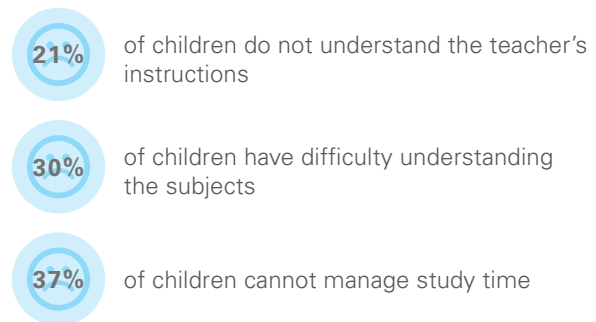 21%
of children do not understand the teacher’s
instructions
30%
of children have difficulty understanding
the subjects
37%
of children cannot manage study time